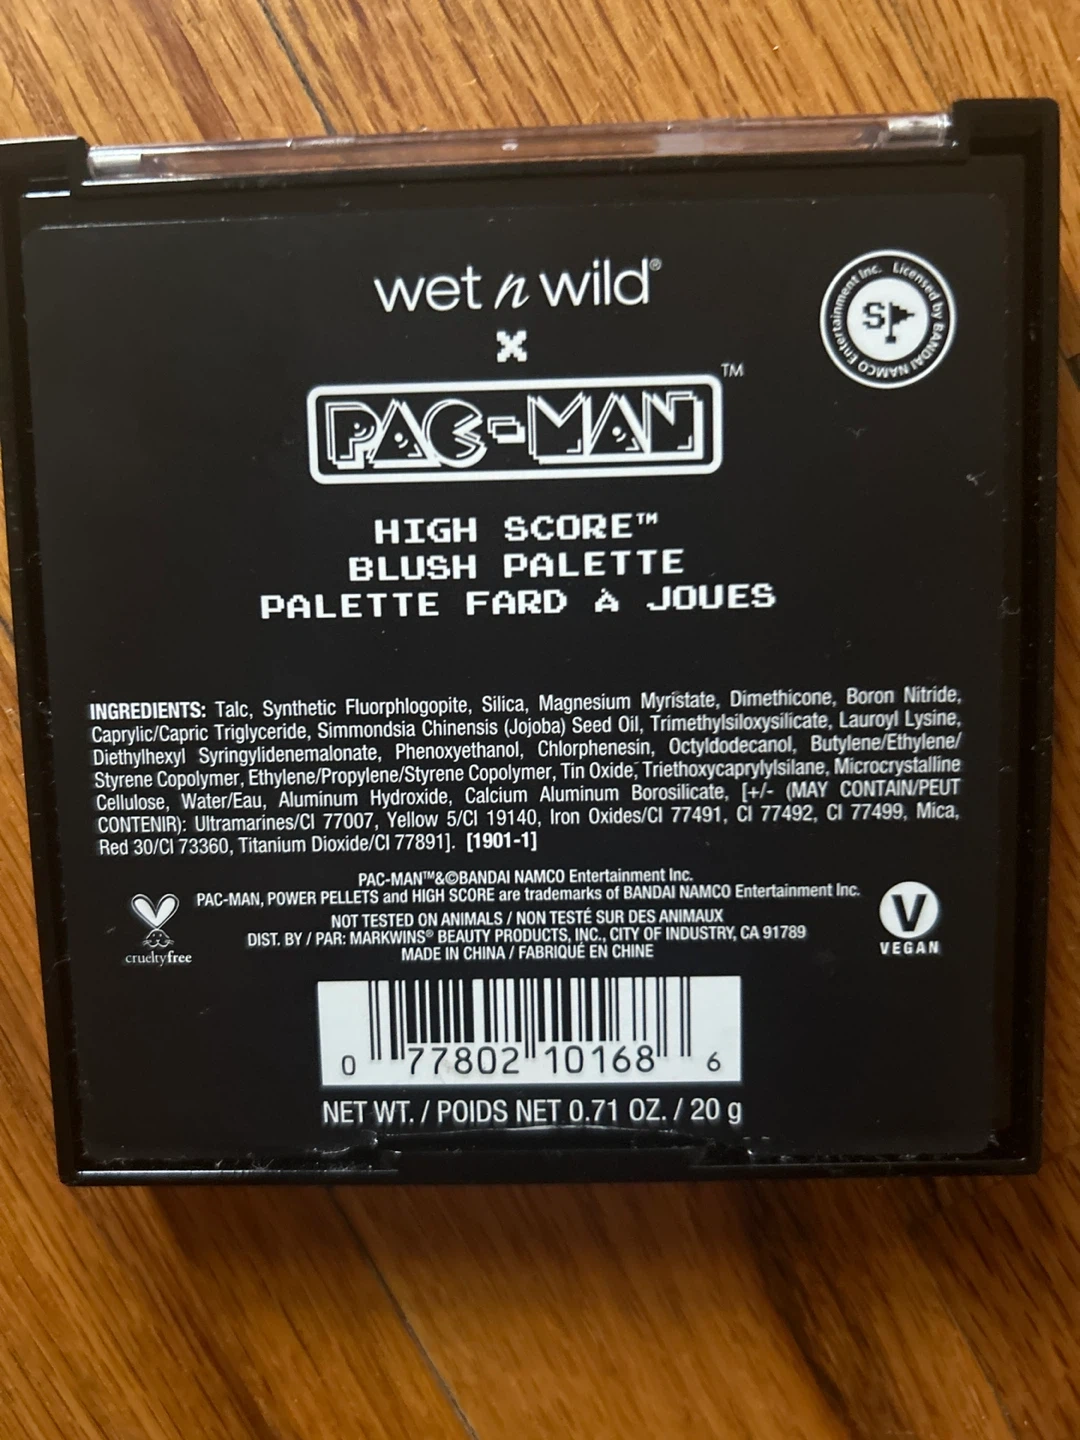 wet n wild®
x
PAC-MAN™
Licensed by BANDAI NAMCO Entertainment Inc.
HIGH SCORE™
BLUSH PALETTE
PALETTE FARD À JOUES
INGREDIENTS: Talc, Synthetic Fluorphlogopite, Silica, Magnesium Myristate, Dimethicone, Boron Nitride,
Caprylic/Capric Triglyceride, Simmondsia Chinensis (Jojoba) Seed Oil, Trimethylsiloxysilicate, Lauroyl Lysine,
Diethylhexyl Syringylidenemalonate, Phenoxyethanol, Chlorphenesin, Octyldodecanol, Butylene/Ethylene/
Styrene Copolymer, Ethylene/Propylene/Styrene Copolymer, Tin Oxide, Triethoxycaprylylsilane, Microcrystalline
Cellulose, Water/Eau, Aluminum Hydroxide, Calcium Aluminum Borosilicate, [+/- (MAY CONTAIN/PEUT
CONTENIR): Ultramarines/CI 77007, Yellow 5/CI 19140, Iron Oxides/CI 77491, CI 77492, CI 77499, Mica,
Red 30/CI 73360, Titanium Dioxide/CI 77891]. [1901-1]
PAC-MAN™&©BANDAI NAMCO Entertainment Inc.
PAC-MAN, POWER PELLETS and HIGH SCORE are trademarks of BANDAI NAMCO Entertainment Inc.
NOT TESTED ON ANIMALS / NON TESTÉ SUR DES ANIMAUX
DIST. BY / PAR: MARKWINS® BEAUTY PRODUCTS, INC., CITY OF INDUSTRY, CA 91789
MADE IN CHINA / FABRIQUÉ EN CHINE
crueltyfree
V
VEGAN
0 77802 10168 6
NET WT. / POIDS NET 0.71 OZ. / 20 g